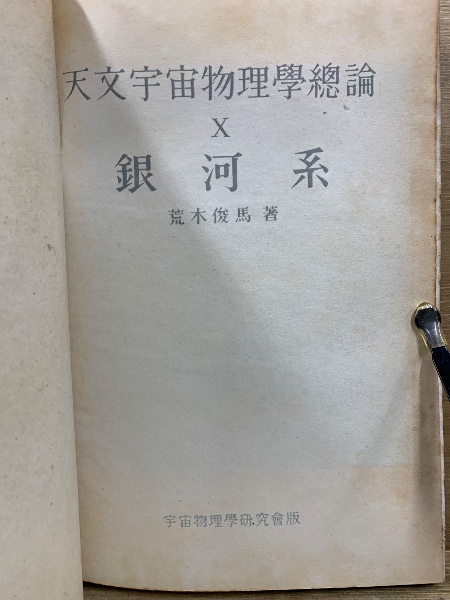 天文宇宙物理學總論
X
銀河系
荒木俊馬著
宇宙物理學研究會版